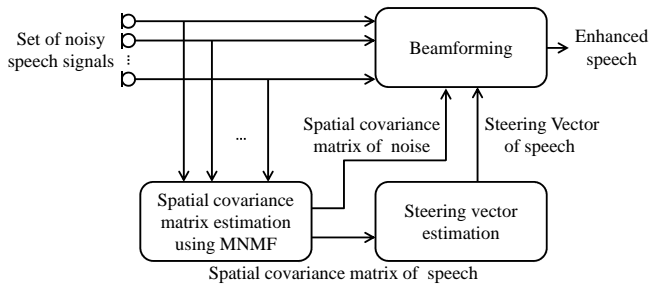 Set of noisy
speech signals
...
Beamforming
Enhanced
speech
...
Spatial covariance
matrix of noise
Steering Vector
of speech
Spatial covariance
matrix estimation
using MNMF
Steering vector
estimation
Spatial covariance matrix of speech